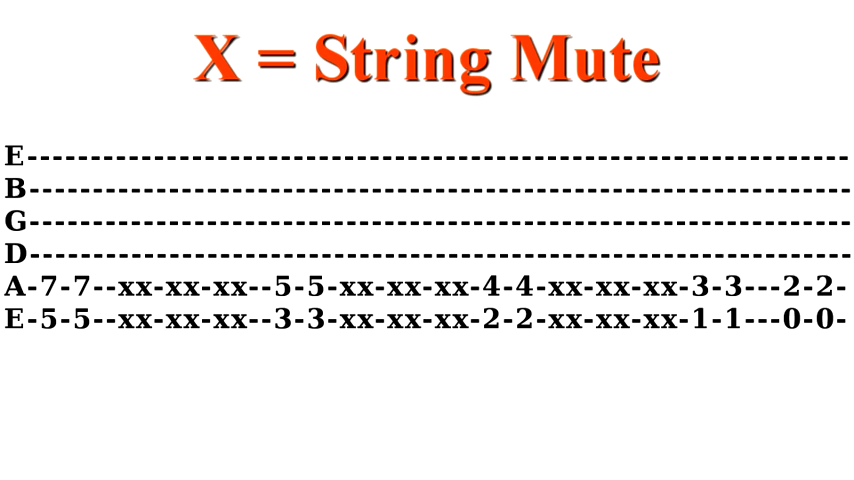 X = String Mute
E----------------------------------------------------------------
B----------------------------------------------------------------
G----------------------------------------------------------------
D----------------------------------------------------------------
A-7-7--xx-xx-xx--5-5-xx-xx-xx-4-4-xx-xx-xx-3-3---2-2-
E-5-5--xx-xx-xx--3-3-xx-xx-xx-2-2-xx-xx-xx-1-1---0-0-